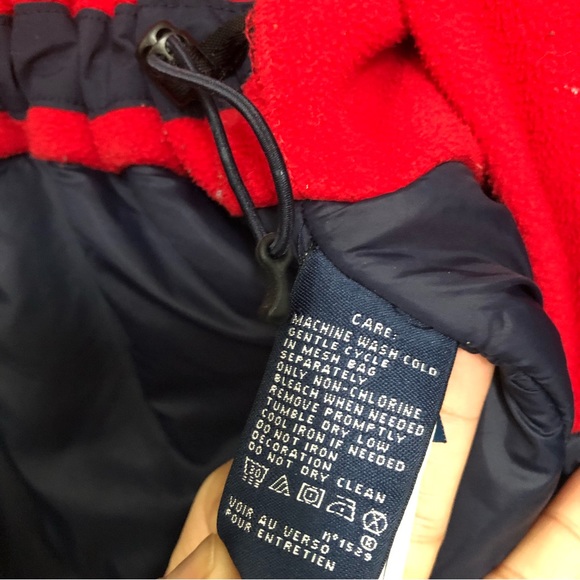 CARE:
MACHINE WASH COLD
GENTLE CYCLE
IN MESH BAG
SEPARATELY
ONLY NON-CHLORINE
BLEACH WHEN NEEDED
REMOVE PROMPTLY
TUMBLE DRY LOW
COOL IRON IF NEEDED
DO NOT IRON
DECORATION
DO NOT DRY CLEAN
30
VOIR AU VERSO n°1529
POUR ENTRETIEN